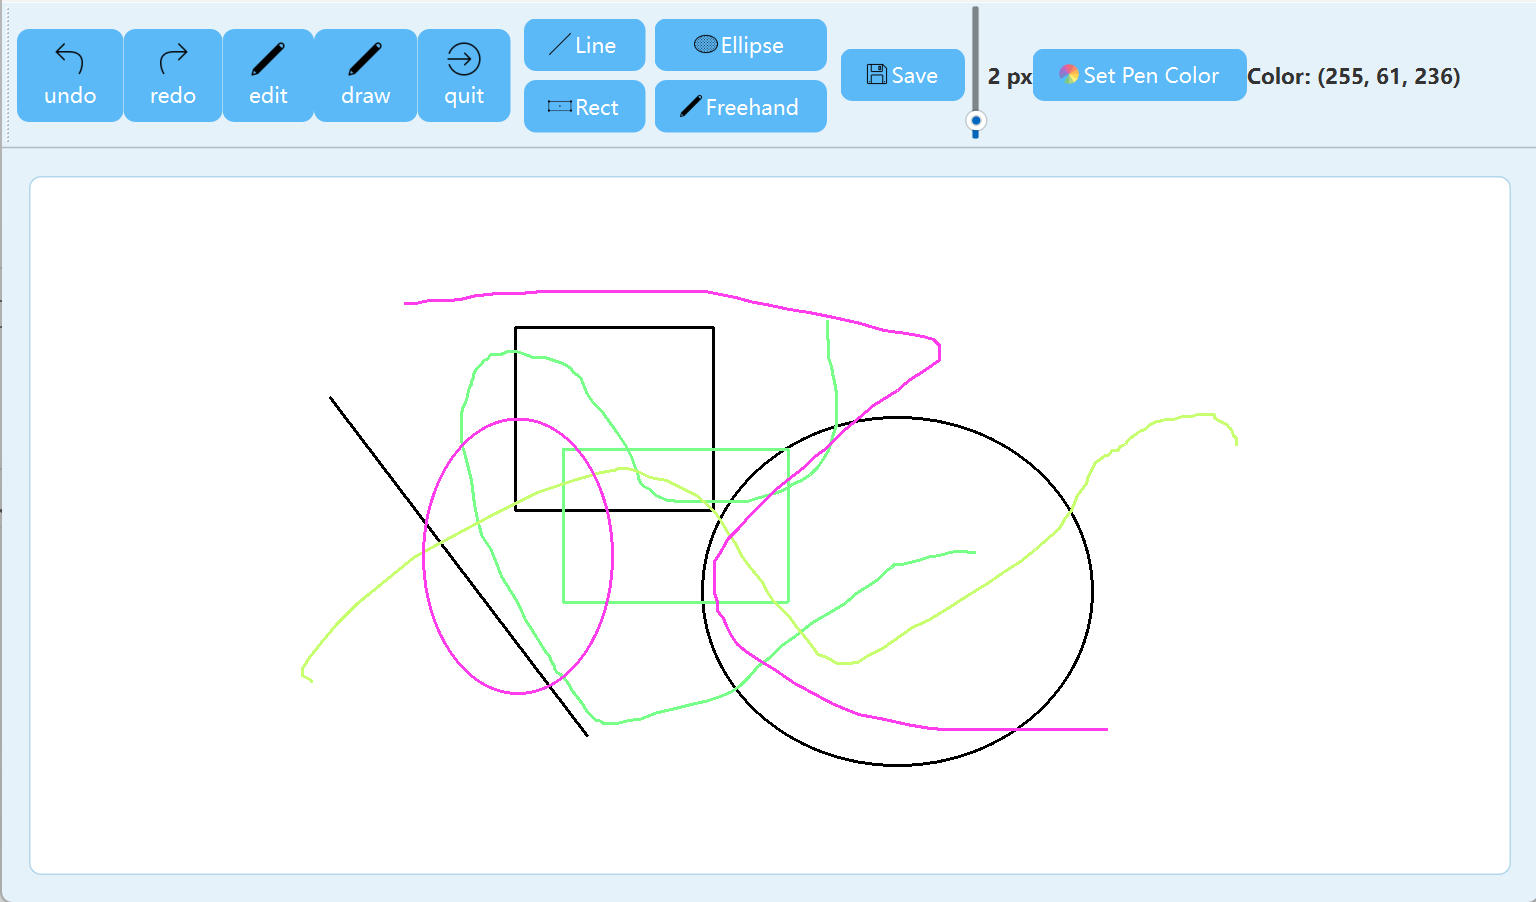 undo redo edit draw quit
Line Ellipse
Rect Freehand
Save 2 px Set Pen Color Color: (255, 61, 236)